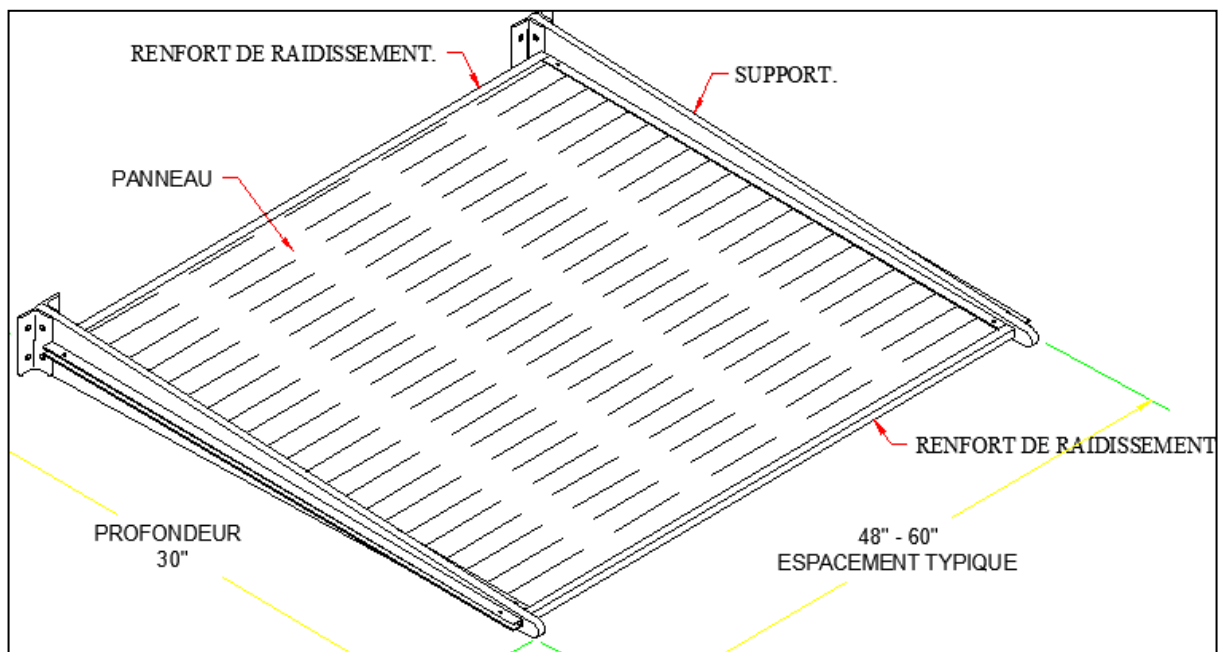 RENFORT DE RAIDISSEMENT.
SUPPORT.
PANNEAU
RENFORT DE RAIDISSEMENT
PROFONDEUR
30"
48" - 60"
ESPACEMENT TYPIQUE